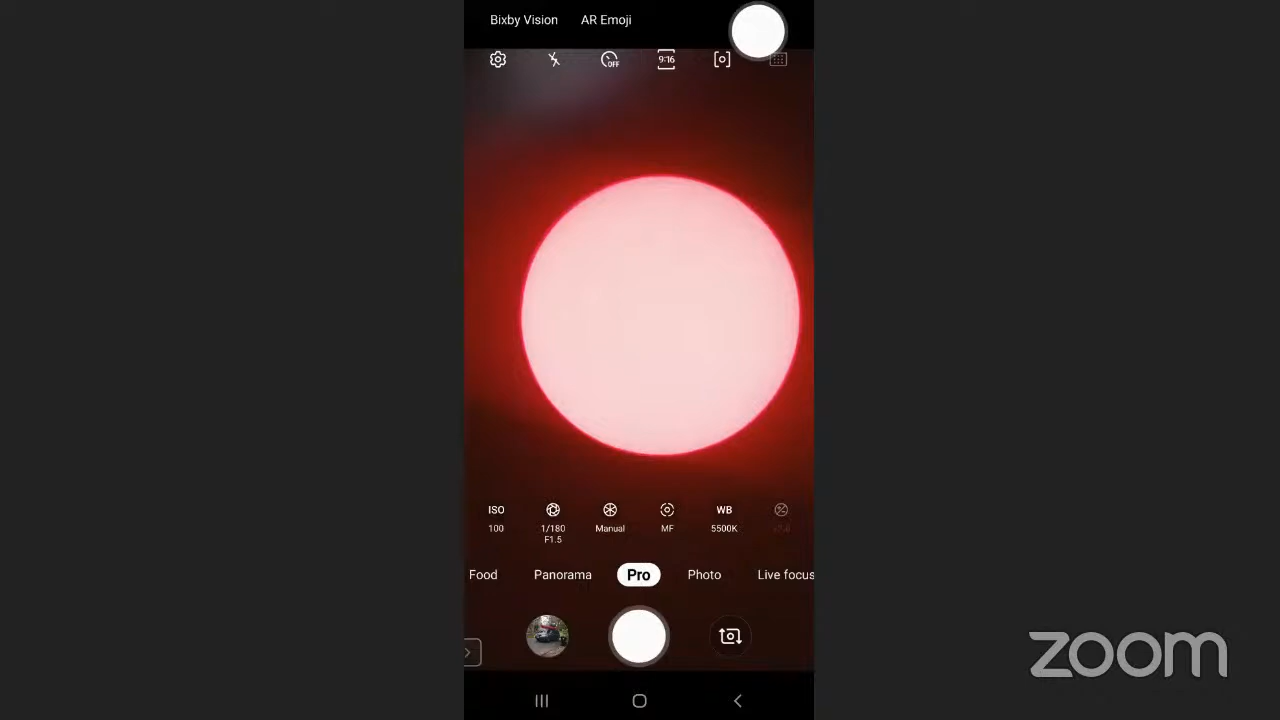 Bixby Vision AR Emoji
OFF 9:16
ISO WB
100 1/180 Manual MF 5500K
F1.5
Food Panorama Pro Photo Live focus
zoom